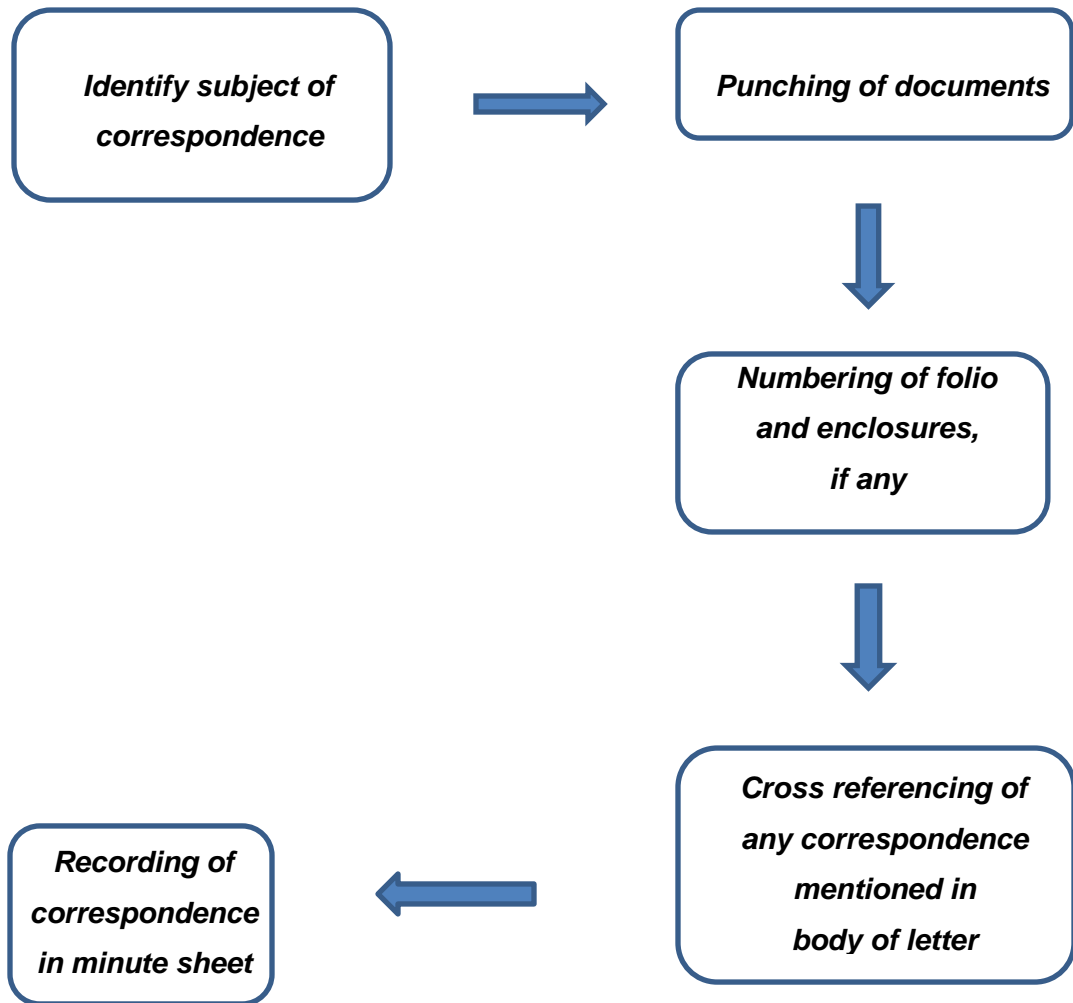 Identify subject of
correspondence
Punching of documents
Numbering of folio
and enclosures,
if any
Cross referencing of
any correspondence
mentioned in
body of letter
Recording of
correspondence
in minute sheet